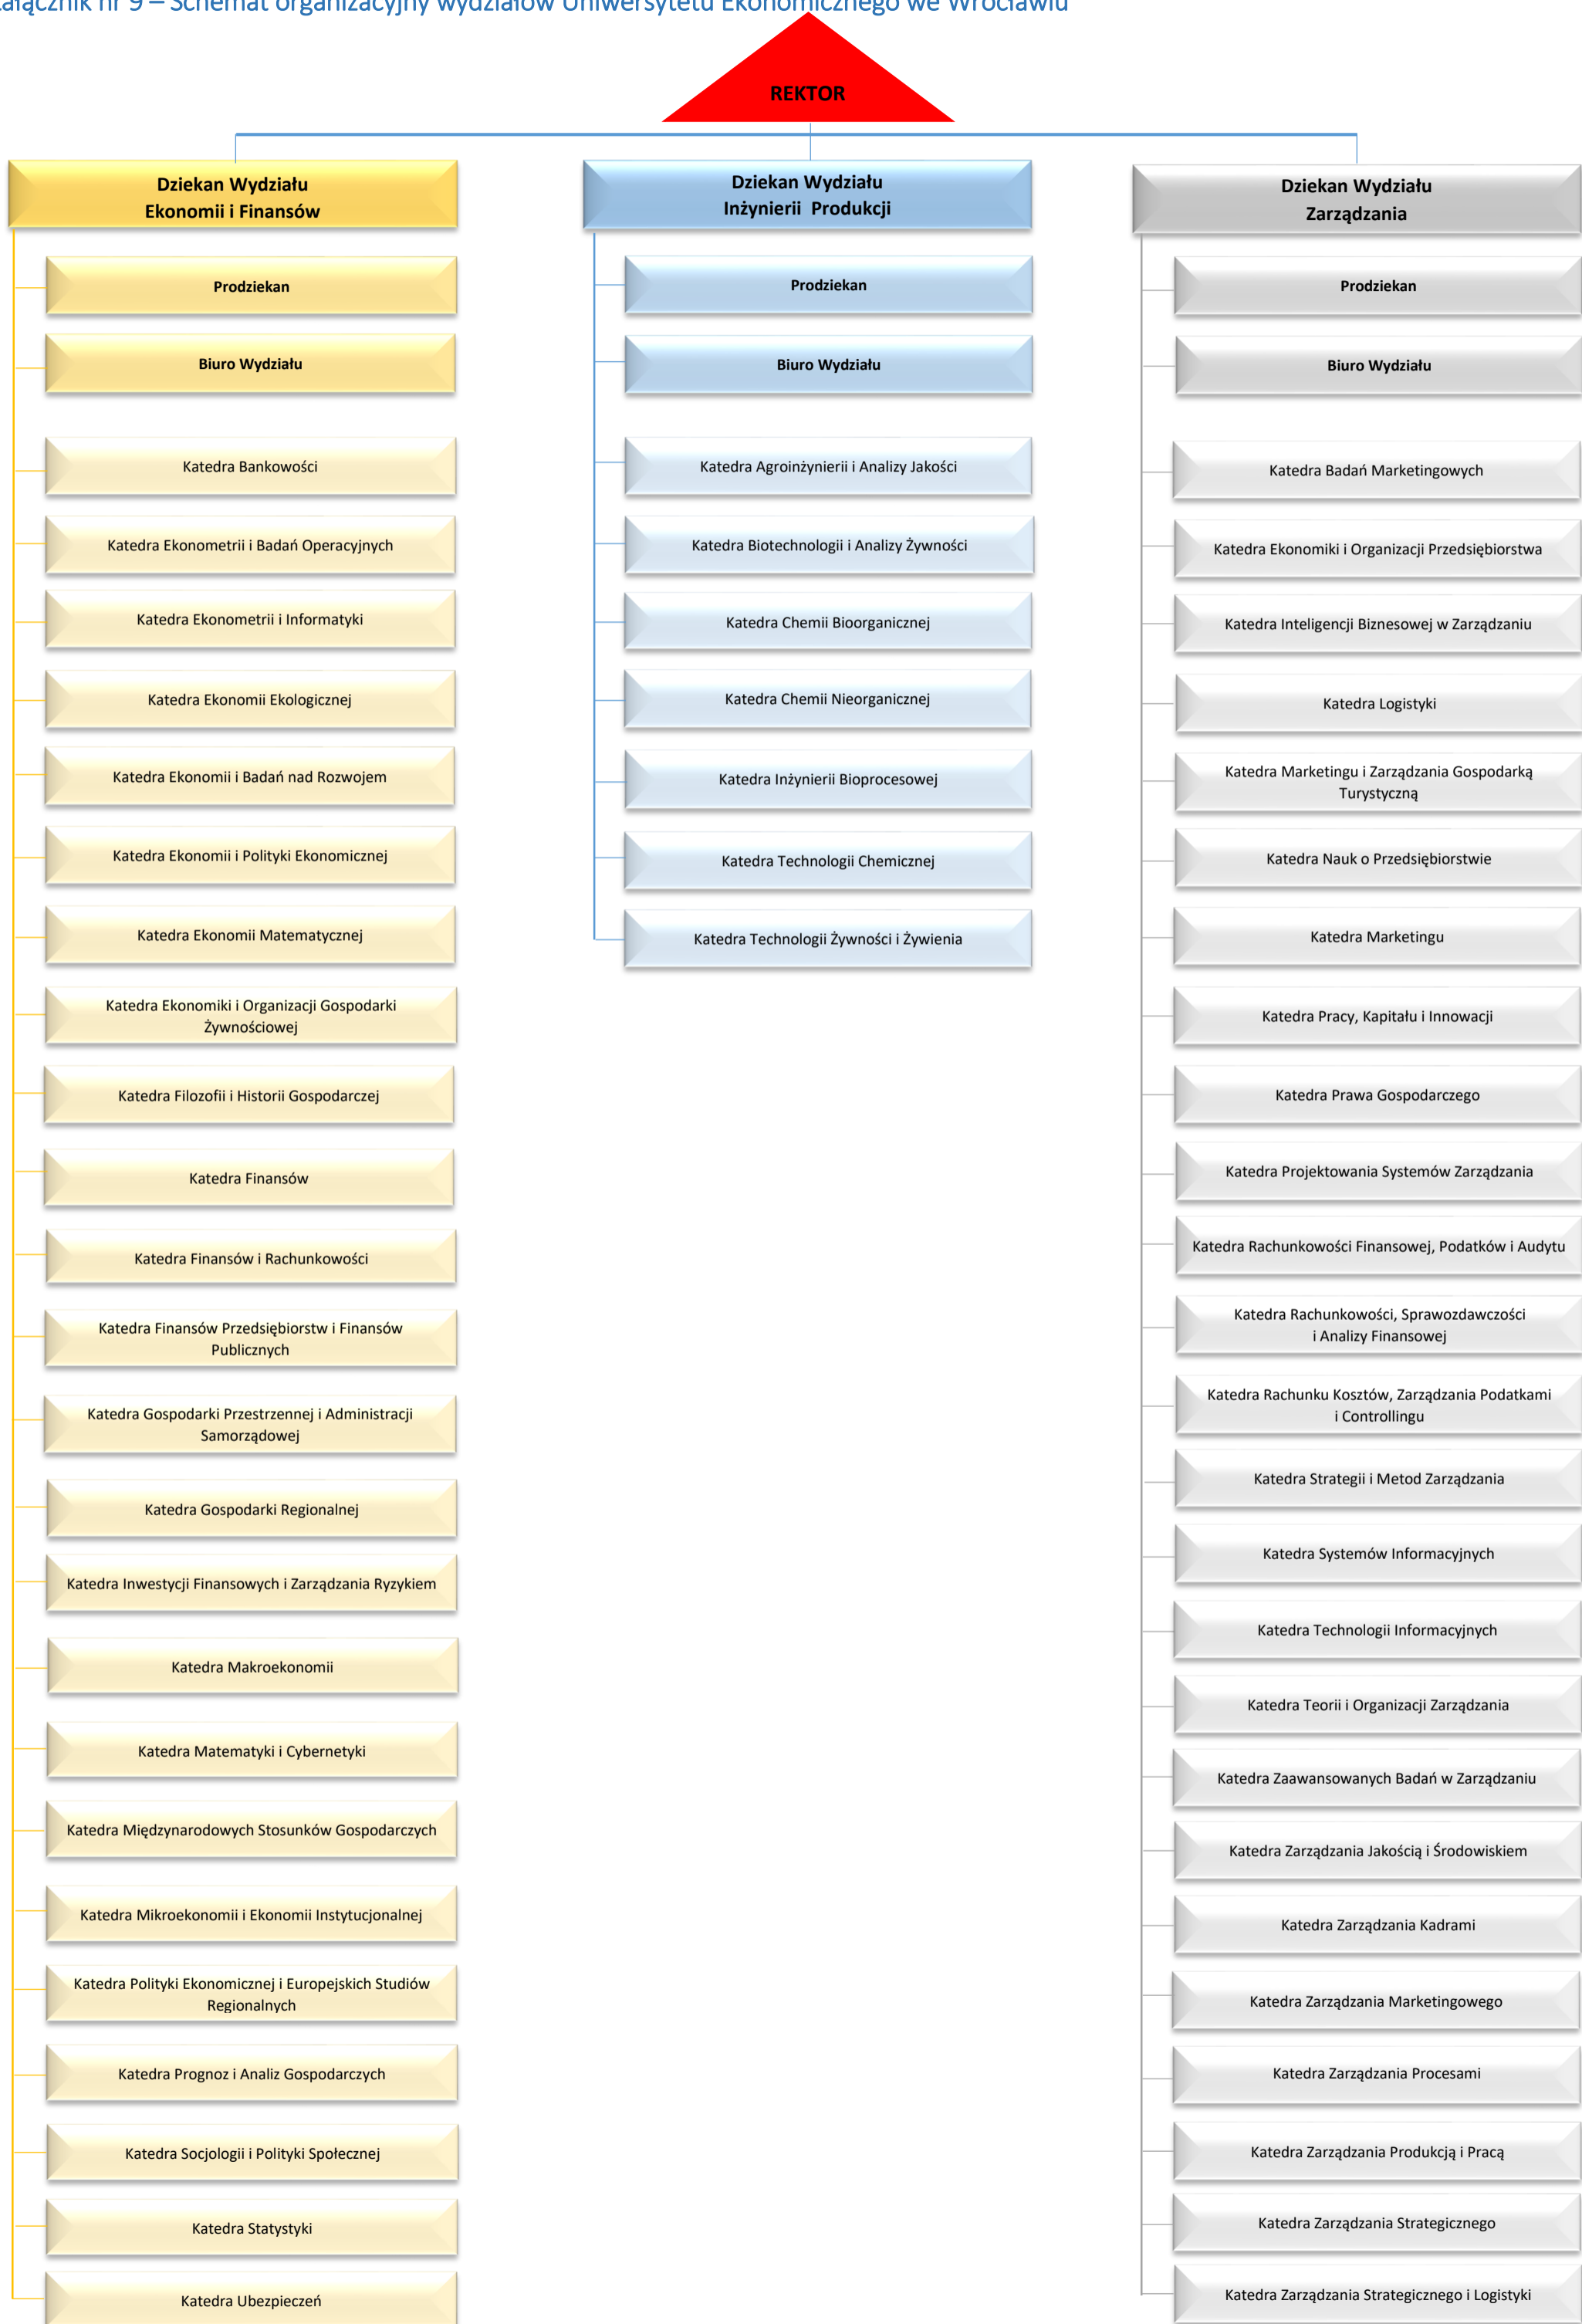 załącznik nr 9 – Schemat organizacyjny wydziałów Uniwersytetu Ekonomicznego we Wrocławiu
REKTOR
Dziekan Wydziału
Ekonomii i Finansów
Prodziekan
Biuro Wydziału
Katedra Bankowości
Katedra Ekonometrii i Badań Operacyjnych
Katedra Ekonometrii i Informatyki
Katedra Ekonomii Ekologicznej
Katedra Ekonomii i Badań nad Rozwojem
Katedra Ekonomii i Polityki Ekonomicznej
Katedra Ekonomii Matematycznej
Katedra Ekonomiki i Organizacji Gospodarki
Żywnościowej
Katedra Filozofii i Historii Gospodarczej
Katedra Finansów
Katedra Finansów i Rachunkowości
Katedra Finansów Przedsiębiorstw i Finansów
Publicznych
Katedra Gospodarki Przestrzennej i Administracji
Samorządowej
Katedra Gospodarki Regionalnej
Katedra Inwestycji Finansowych i Zarządzania Ryzykiem
Katedra Makroekonomii
Katedra Matematyki i Cybernetyki
Katedra Międzynarodowych Stosunków Gospodarczych
Katedra Mikroekonomii i Ekonomii Instytucjonalnej
Katedra Polityki Ekonomicznej i Europejskich Studiów
Regionalnych
Katedra Prognoz i Analiz Gospodarczych
Katedra Socjologii i Polityki Społecznej
Katedra Statystyki
Katedra Ubezpieczeń
Dziekan Wydziału
Inżynierii Produkcji
Prodziekan
Biuro Wydziału
Katedra Agroinżynierii i Analizy Jakości
Katedra Biotechnologii i Analizy Żywności
Katedra Chemii Bioorganicznej
Katedra Chemii Nieorganicznej
Katedra Inżynierii Bioprocesowej
Katedra Technologii Chemicznej
Katedra Technologii Żywności i Żywienia
Dziekan Wydziału
Zarządzania
Prodziekan
Biuro Wydziału
Katedra Badań Marketingowych
Katedra Ekonomiki i Organizacji Przedsiębiorstwa
Katedra Inteligencji Biznesowej w Zarządzaniu
Katedra Logistyki
Katedra Marketingu i Zarządzania Gospodarką
Turystyczną
Katedra Nauk o Przedsiębiorstwie
Katedra Marketingu
Katedra Pracy, Kapitału i Innowacji
Katedra Prawa Gospodarczego
Katedra Projektowania Systemów Zarządzania
Katedra Rachunkowości Finansowej, Podatków i Audytu
Katedra Rachunkowości, Sprawozdawczości
i Analizy Finansowej
Katedra Rachunku Kosztów, Zarządzania Podatkami
i Controllingu
Katedra Strategii i Metod Zarządzania
Katedra Systemów Informacyjnych
Katedra Technologii Informacyjnych
Katedra Teorii i Organizacji Zarządzania
Katedra Zaawansowanych Badań w Zarządzaniu
Katedra Zarządzania Jakością i Środowiskiem
Katedra Zarządzania Kadrami
Katedra Zarządzania Marketingowego
Katedra Zarządzania Procesami
Katedra Zarządzania Produkcją i Pracą
Katedra Zarządzania Strategicznego
Katedra Zarządzania Strategicznego i Logistyki